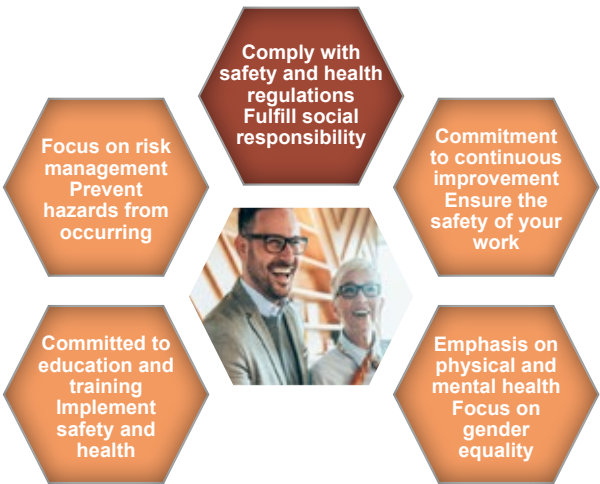 Comply with
safety and health
regulations
Fulfill social
responsibility
Focus on risk
management
Prevent
hazards from
occurring
Commitment
to continuous
improvement
Ensure the
safety of your
work
Committed to
education and
training
Implement
safety and
health
Emphasis on
physical and
mental health
Focus on
gender
equality